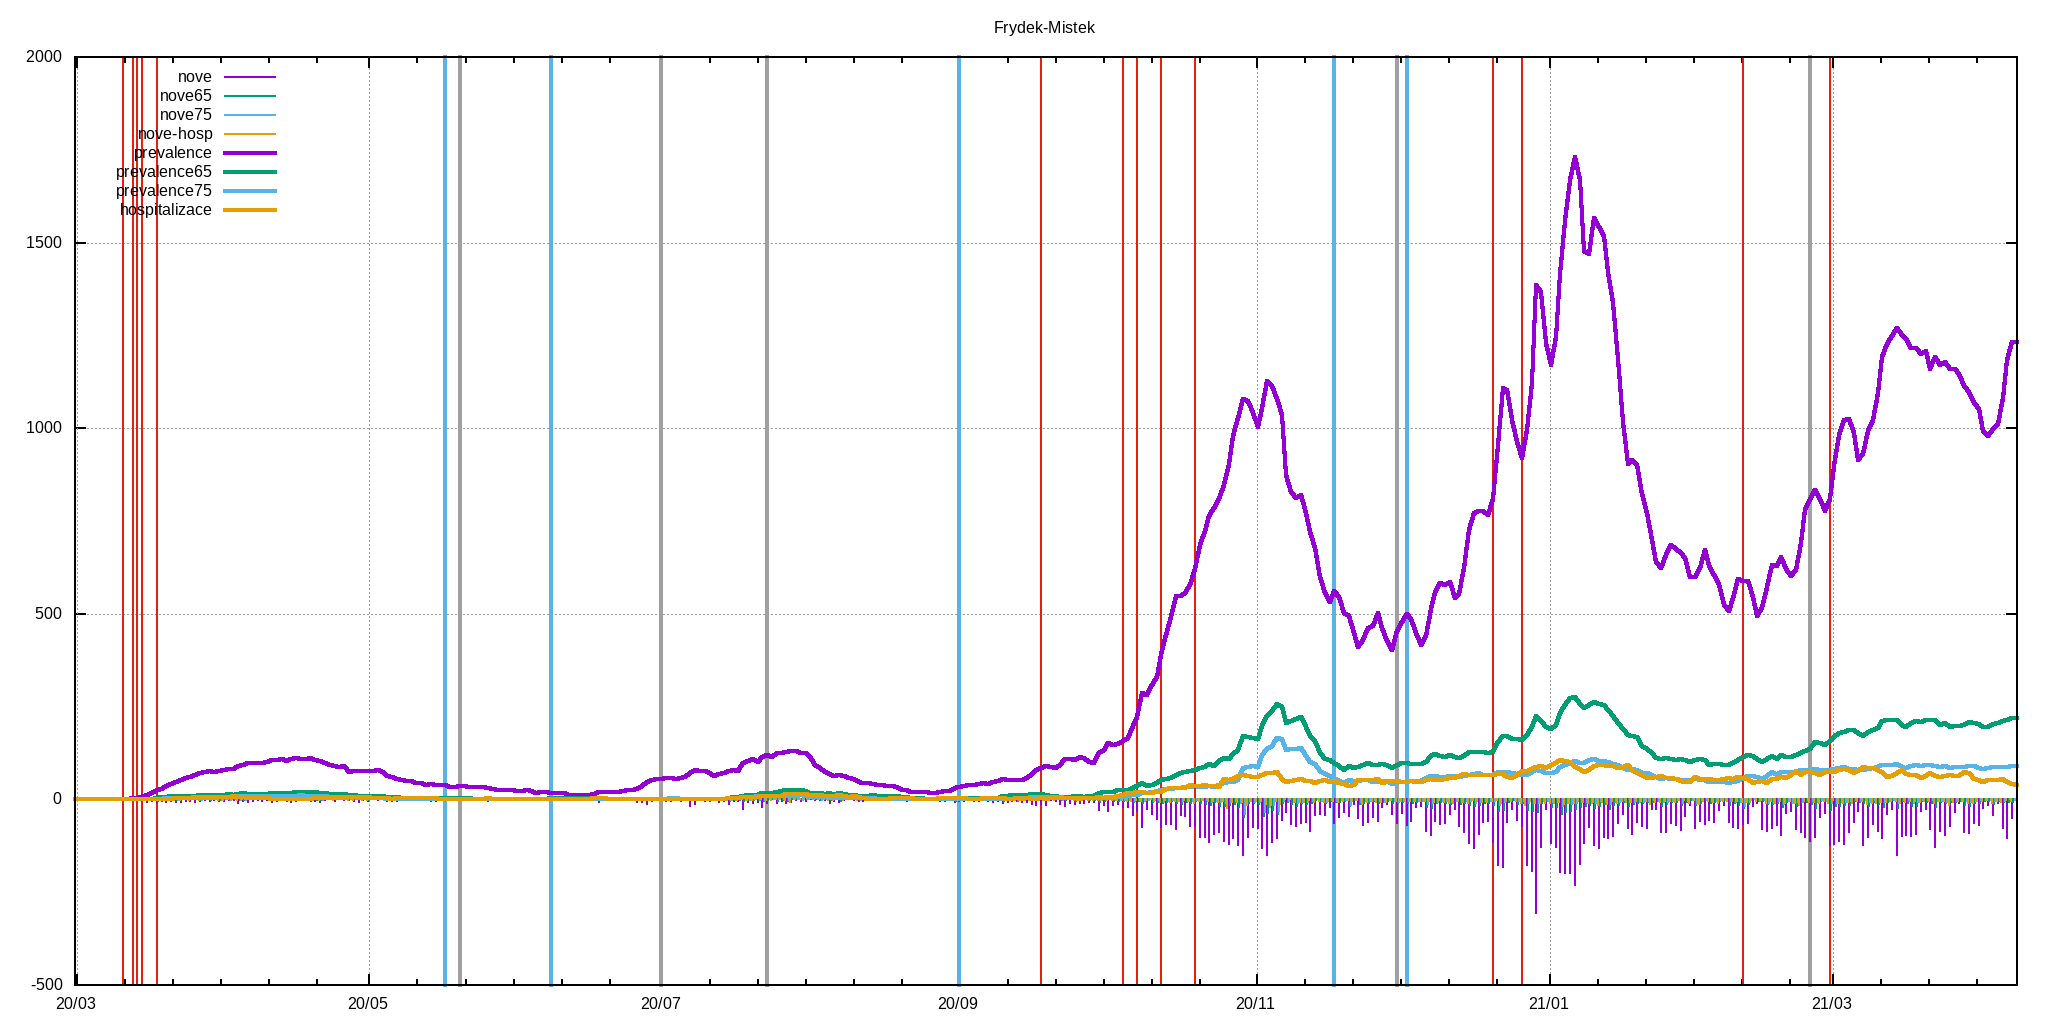 Frydek-Mistek
2000
1500
1000
500
0
-500
nove
nove65
nove75
nove-hosp
prevalence
prevalence65
prevalence75
hospitalizace
20/03 20/05 20/07 20/09 20/11 21/01 21/03